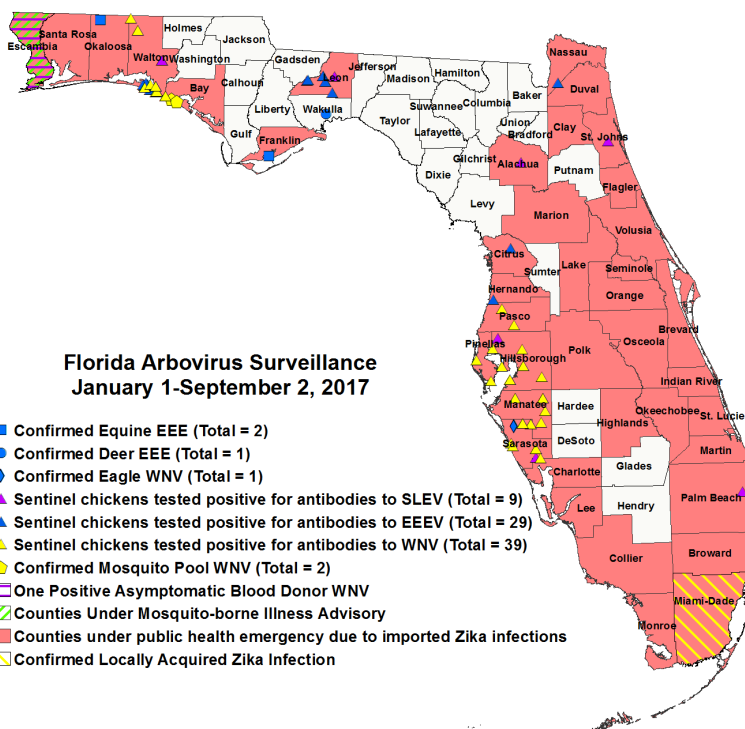 Holmes
Jackson
Santa Rosa
Escambia
Okaloosa
Walton
Washington
Gadsden
Jefferson
Leon
Madison
Hamilton
Nassau
Bay
Calhoun
Liberty
Wakulla
Suwannee
Columbia
Baker
Duval
Taylor
Lafayette
Union
Bradford
Clay
St. Johns
Gulf
Franklin
Gilchrist
Alachua
Dixie
Putnam
Flagler
Levy
Marion
Volusia
Citrus
Sumter
Lake
Seminole
Hernando
Orange
Pasco
Brevard
Osceola
Pinellas
Hillsborough
Polk
Florida Arbovirus Surveillance
January 1-September 2, 2017
Indian River
Manatee
Hardee
Okeechobee
St. Lucie
Highlands
Sarasota
DeSoto
Martin
Charlotte
Glades
Lee
Hendry
Palm Beach
Collier
Broward
Miami-Dade
Monroe
Confirmed Equine EEE (Total = 2)
Confirmed Deer EEE (Total = 1)
Confirmed Eagle WNV (Total = 1)
Sentinel chickens tested positive for antibodies to SLEV (Total = 9)
Sentinel chickens tested positive for antibodies to EEEV (Total = 29)
Sentinel chickens tested positive for antibodies to WNV (Total = 39)
Confirmed Mosquito Pool WNV (Total = 2)
One Positive Asymptomatic Blood Donor WNV
Counties Under Mosquito-borne Illness Advisory
Counties under public health emergency due to imported Zika infections
Confirmed Locally Acquired Zika Infection